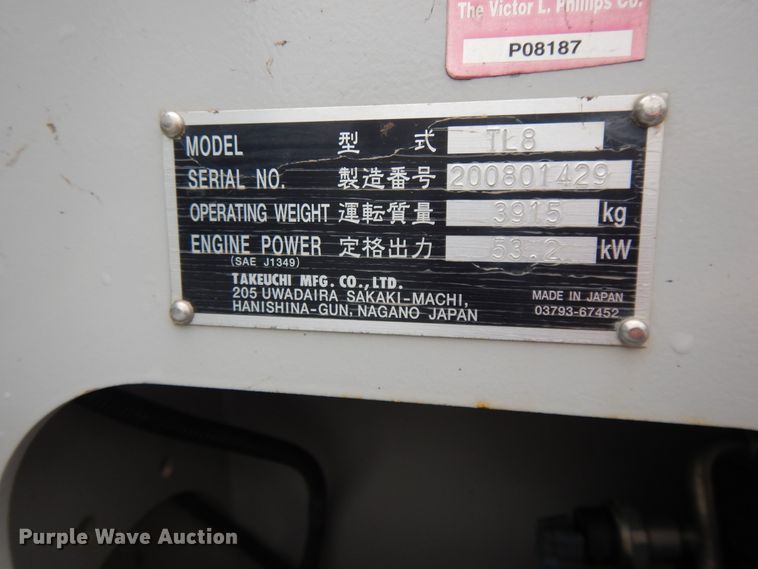 The Victor L. Phillips Co.
P08187
MODEL 型 式 TL8
SERIAL NO. 製造番号 200801429
OPERATING WEIGHT 運転質量 3915 kg
ENGINE POWER 定格出力 53.2 kW
(SAE J1349)
TAKEUCHI MFG. CO., LTD.
205 UWADAIRA SAKAKI-MACHI,
HANISHINA-GUN, NAGANO JAPAN
MADE IN JAPAN
03793-67452
Purple Wave Auction